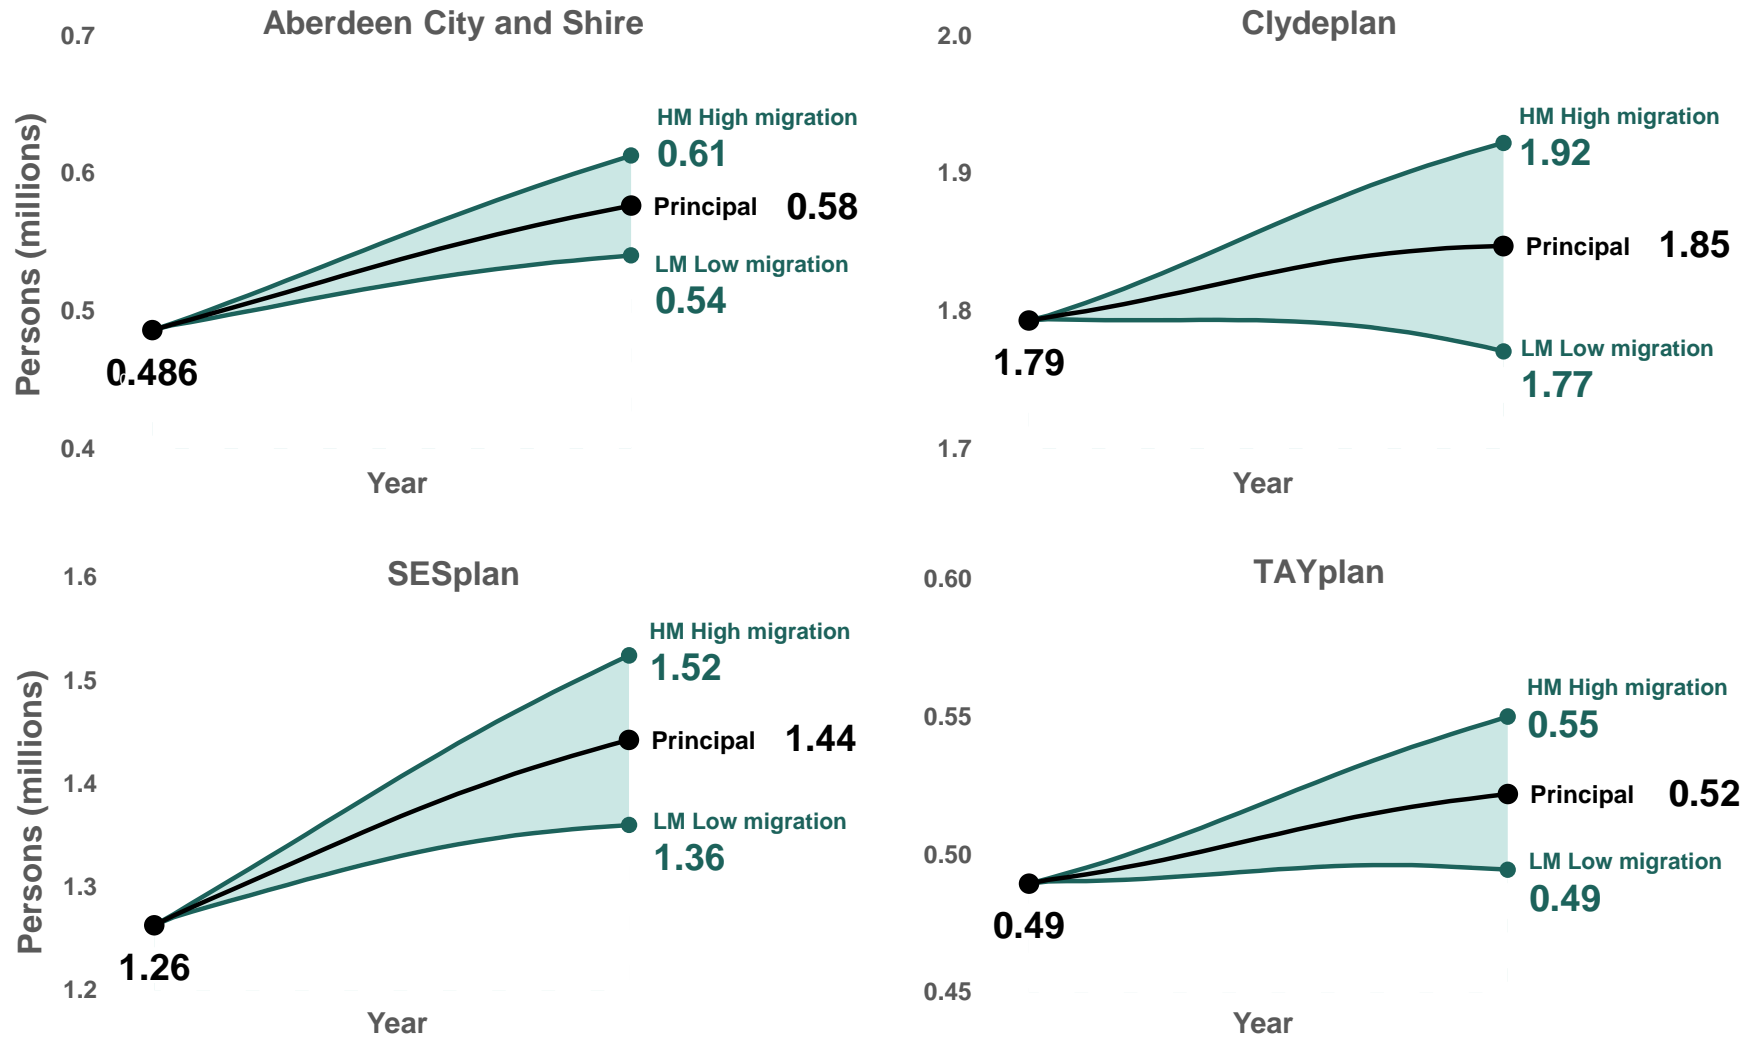 Aberdeen City and Shire
0.7
0.6
0.5
0.4
Persons (millions)
HM High migration
0.61
Principal 0.58
LM Low migration
0.54
0.486
Year
Clydeplan
2.0
1.9
1.8
1.7
HM High migration
1.92
Principal 1.85
LM Low migration
1.77
1.79
Year
SESplan
1.6
1.5
1.4
1.3
1.2
Persons (millions)
HM High migration
1.52
Principal 1.44
LM Low migration
1.36
1.26
Year
TAYplan
0.60
0.55
0.50
0.45
HM High migration
0.55
Principal 0.52
LM Low migration
0.49
0.49
Year